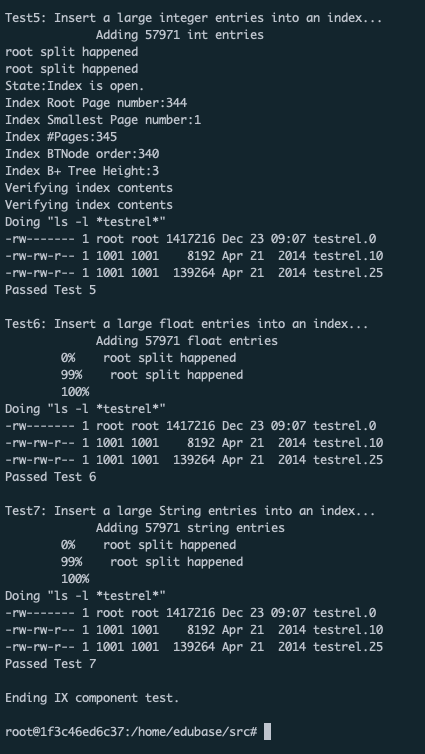 Test5: Insert a large integer entries into an index...
Adding 57971 int entries
root split happened
root split happened
State:Index is open.
Index Root Page number:344
Index Smallest Page number:1
Index #Pages:345
Index BTNode order:340
Index B+ Tree Height:3
Verifying index contents
Verifying index contents
Doing "ls -l *testrel*"
-rw------- 1 root root 1417216 Dec 23 09:07 testrel.0
-rw-rw-r-- 1 1001 1001    8192 Apr 21  2014 testrel.10
-rw-rw-r-- 1 1001 1001  139264 Apr 21  2014 testrel.25
Passed Test 5
Test6: Insert a large float entries into an index...
Adding 57971 float entries
0%    root split happened
99%    root split happened
100%
Doing "ls -l *testrel*"
-rw------- 1 root root 1417216 Dec 23 09:07 testrel.0
-rw-rw-r-- 1 1001 1001    8192 Apr 21  2014 testrel.10
-rw-rw-r-- 1 1001 1001  139264 Apr 21  2014 testrel.25
Passed Test 6
Test7: Insert a large String entries into an index...
Adding 57971 string entries
0%    root split happened
99%    root split happened
100%
Doing "ls -l *testrel*"
-rw------- 1 root root 1417216 Dec 23 09:07 testrel.0
-rw-rw-r-- 1 1001 1001    8192 Apr 21  2014 testrel.10
-rw-rw-r-- 1 1001 1001  139264 Apr 21  2014 testrel.25
Passed Test 7
Ending IX component test.
root@1f3c46ed6c37:/home/edubase/src#